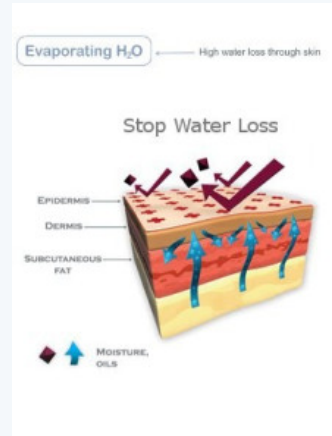 Evaporating H₂O
High water loss through skin
Stop Water Loss
EPIDERMIS
DERMIS
SUBCUTANEOUS
FAT
MOISTURE,
OILS